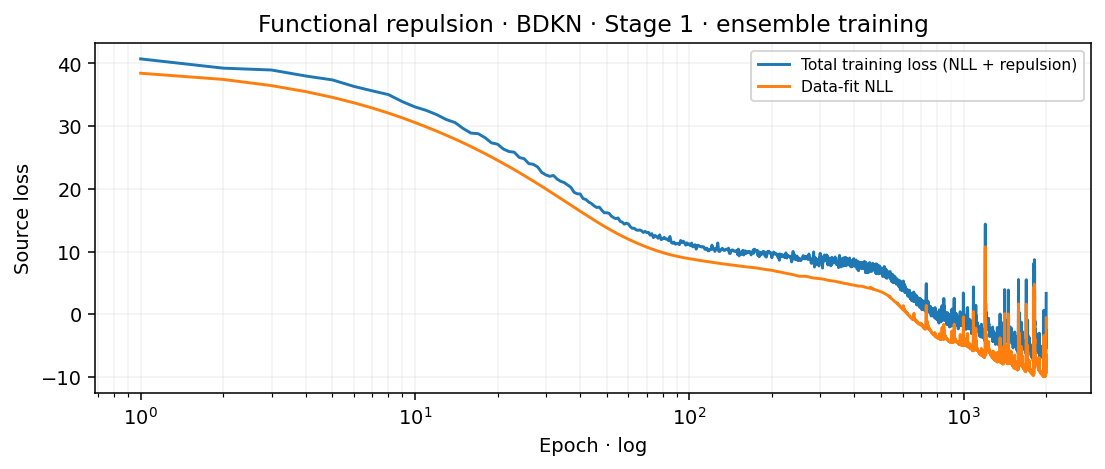 Functional repulsion · BDKN · Stage 1 · ensemble training
Total training loss (NLL + repulsion)
Data-fit NLL
Source loss
40
30
20
10
0
−10
10⁰
10¹
10²
10³
Epoch · log